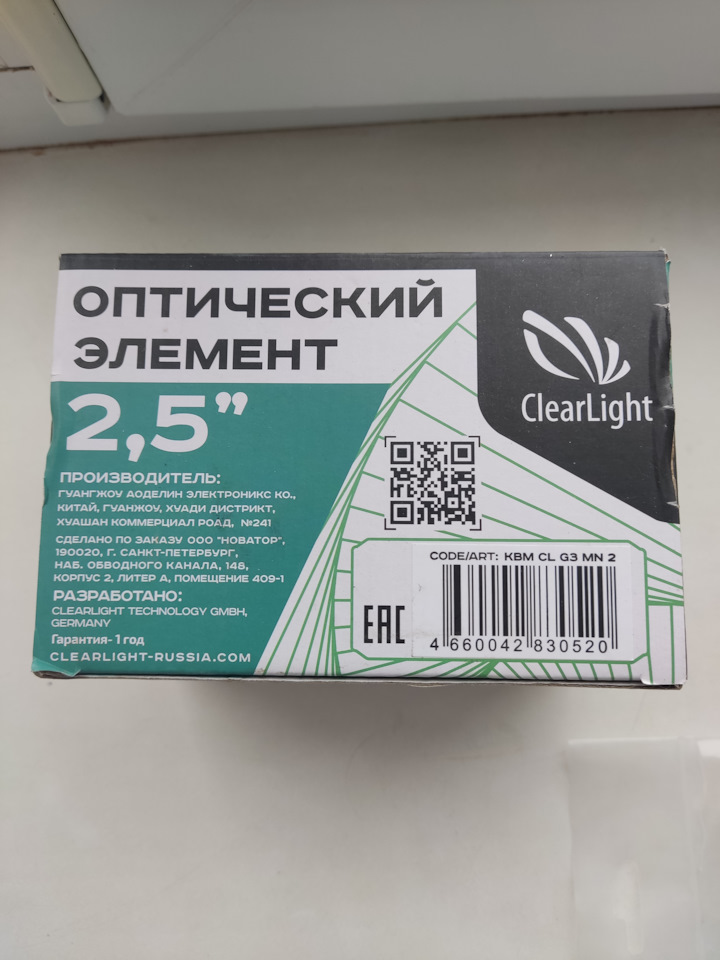 ОПТИЧЕСКИЙ
ЭЛЕМЕНТ
2,5”
ClearLight
ПРОИЗВОДИТЕЛЬ:
ГУАНГЖОУ АОДЕЛИН ЭЛЕКТРОНИКС КО.,
КИТАЙ, ГУАНЖОУ, ХУАДИ ДИСТРИКТ,
ХУАШАН КОММЕРЦИАЛ РОАД, №241
СДЕЛАНО ПО ЗАКАЗУ ООО "НОВАТОР",
190020, Г. САНКТ-ПЕТЕРБУРГ,
НАБ. ОБВОДНОГО КАНАЛА, 148,
КОРПУС 2, ЛИТЕР А, ПОМЕЩЕНИЕ 409-1
РАЗРАБОТАНО:
CLEARLIGHT TECHNOLOGY GMBH,
GERMANY
Гарантия- 1 год
CLEARLIGHT-RUSSIA.COM
CODE/ART: KBM CL G3 MN 2
EAC
4 660042 830520